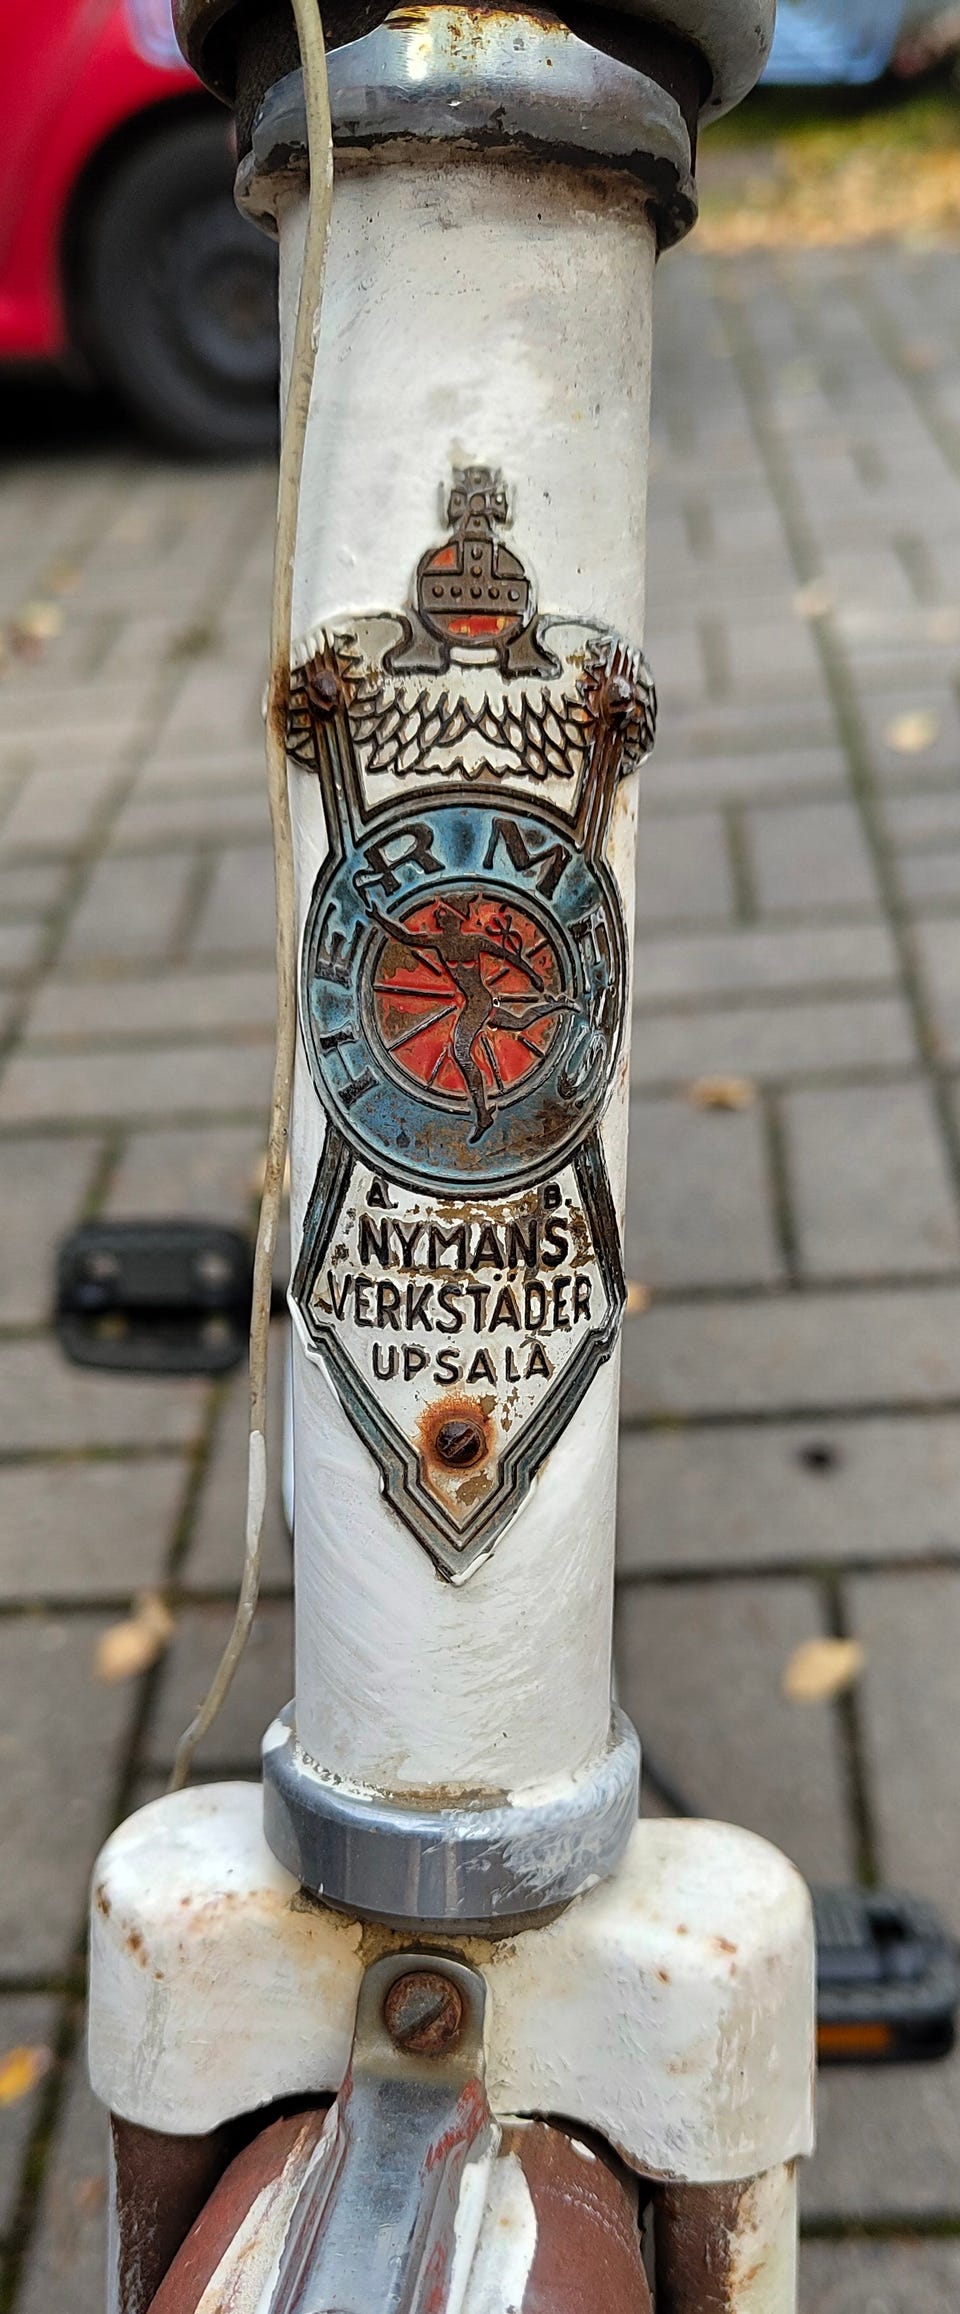 HERMES
A. B.
NYMANS
VERKSTÄDER
UPSALA